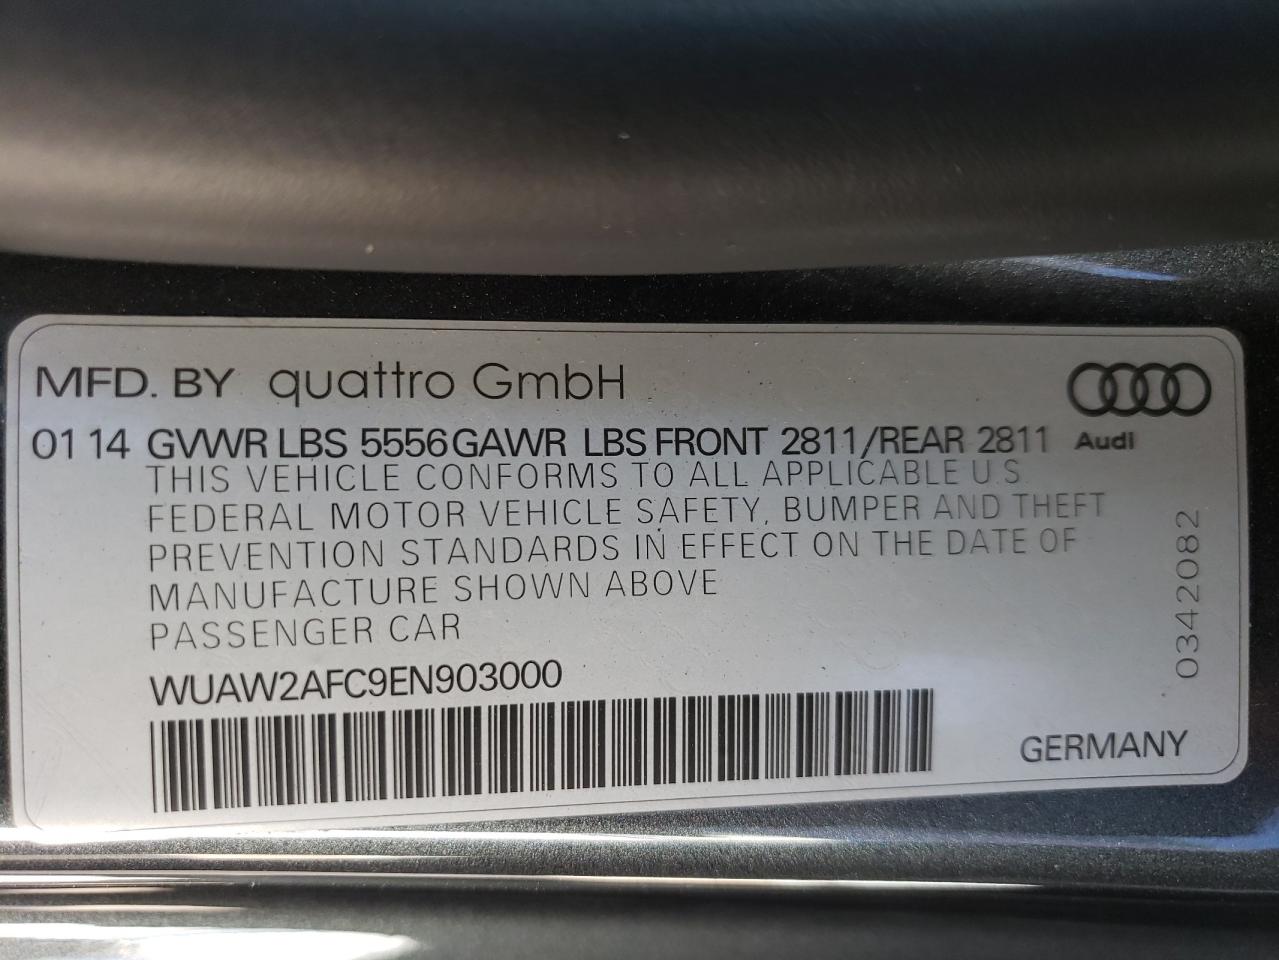 MFD. BY quattro GmbH
01 14 GVWR LBS 5556 GAWR LBS FRONT 2811/REAR 2811 Audi
THIS VEHICLE CONFORMS TO ALL APPLICABLE U.S.
FEDERAL MOTOR VEHICLE SAFETY, BUMPER AND THEFT
PREVENTION STANDARDS IN EFFECT ON THE DATE OF
MANUFACTURE SHOWN ABOVE
PASSENGER CAR
WUAW2AFC9EN903000
GERMANY
0342082